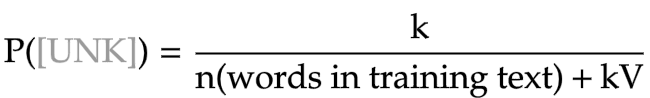 P([UNK]) = k / n(words in training text) + kV